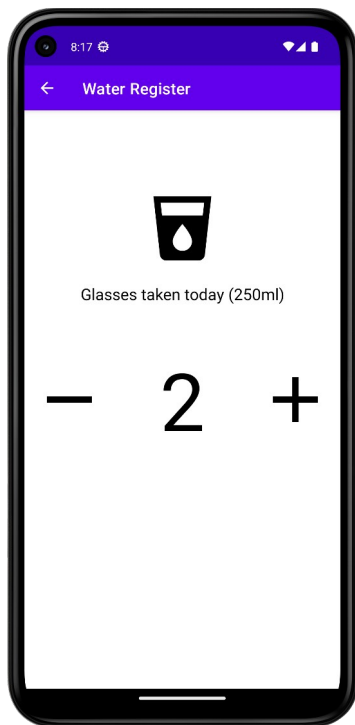 8:17
Water Register
Glasses taken today (250ml)
− 2 +